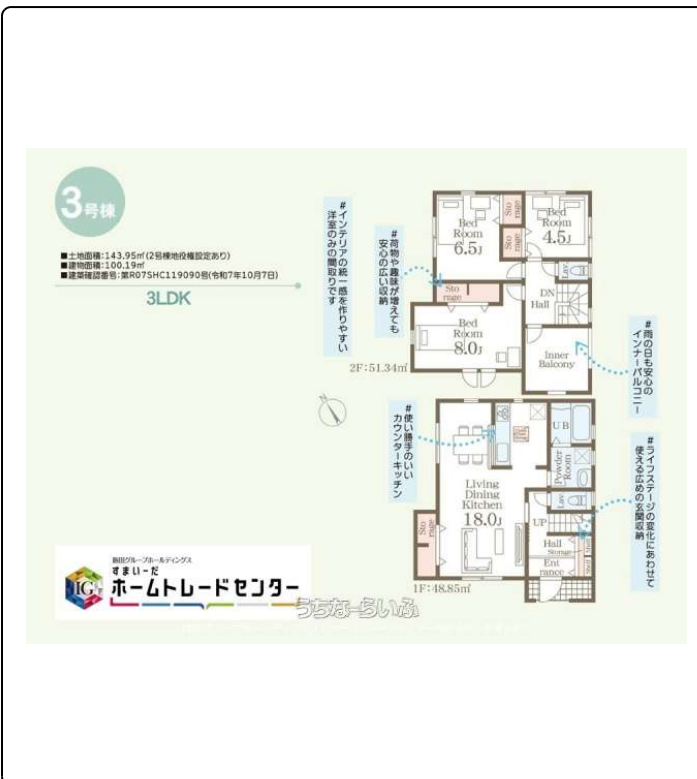 3号棟
■土地面積:143.95㎡(2号棟地役権設定あり)
■建物面積:100.19㎡
■建築確認番号:第R07SHC119090号(令和7年10月7日)
3LDK
#インテリアの統一感を作りやすい
洋室のみの間取りです
#荷物や趣味が増えても
安心の広い収納
Bed
Room
6.5J
Sto
rage
Sto
rage
Bed
Room
4.5J
Lav.
DN
Hall
Sto
rage
Bed
Room
8.0J
Inner
Balcony
2F:51.34㎡
#雨の日も安心の
インナーバルコニー
N
#使い勝手のいい
カウンターキッチン
UB
Powder
Room
Living
Dining
Kitchen
18.0J
Lav.
UP
Sto
rage
Hall
Storage
Ent
rance
1F:48.85㎡
#ライフステージの変化にあわせて
使える広めの玄関収納
飯田グループホールディングス
すまいーだ
IG
ホームトレードセンター
うちなーらいふ